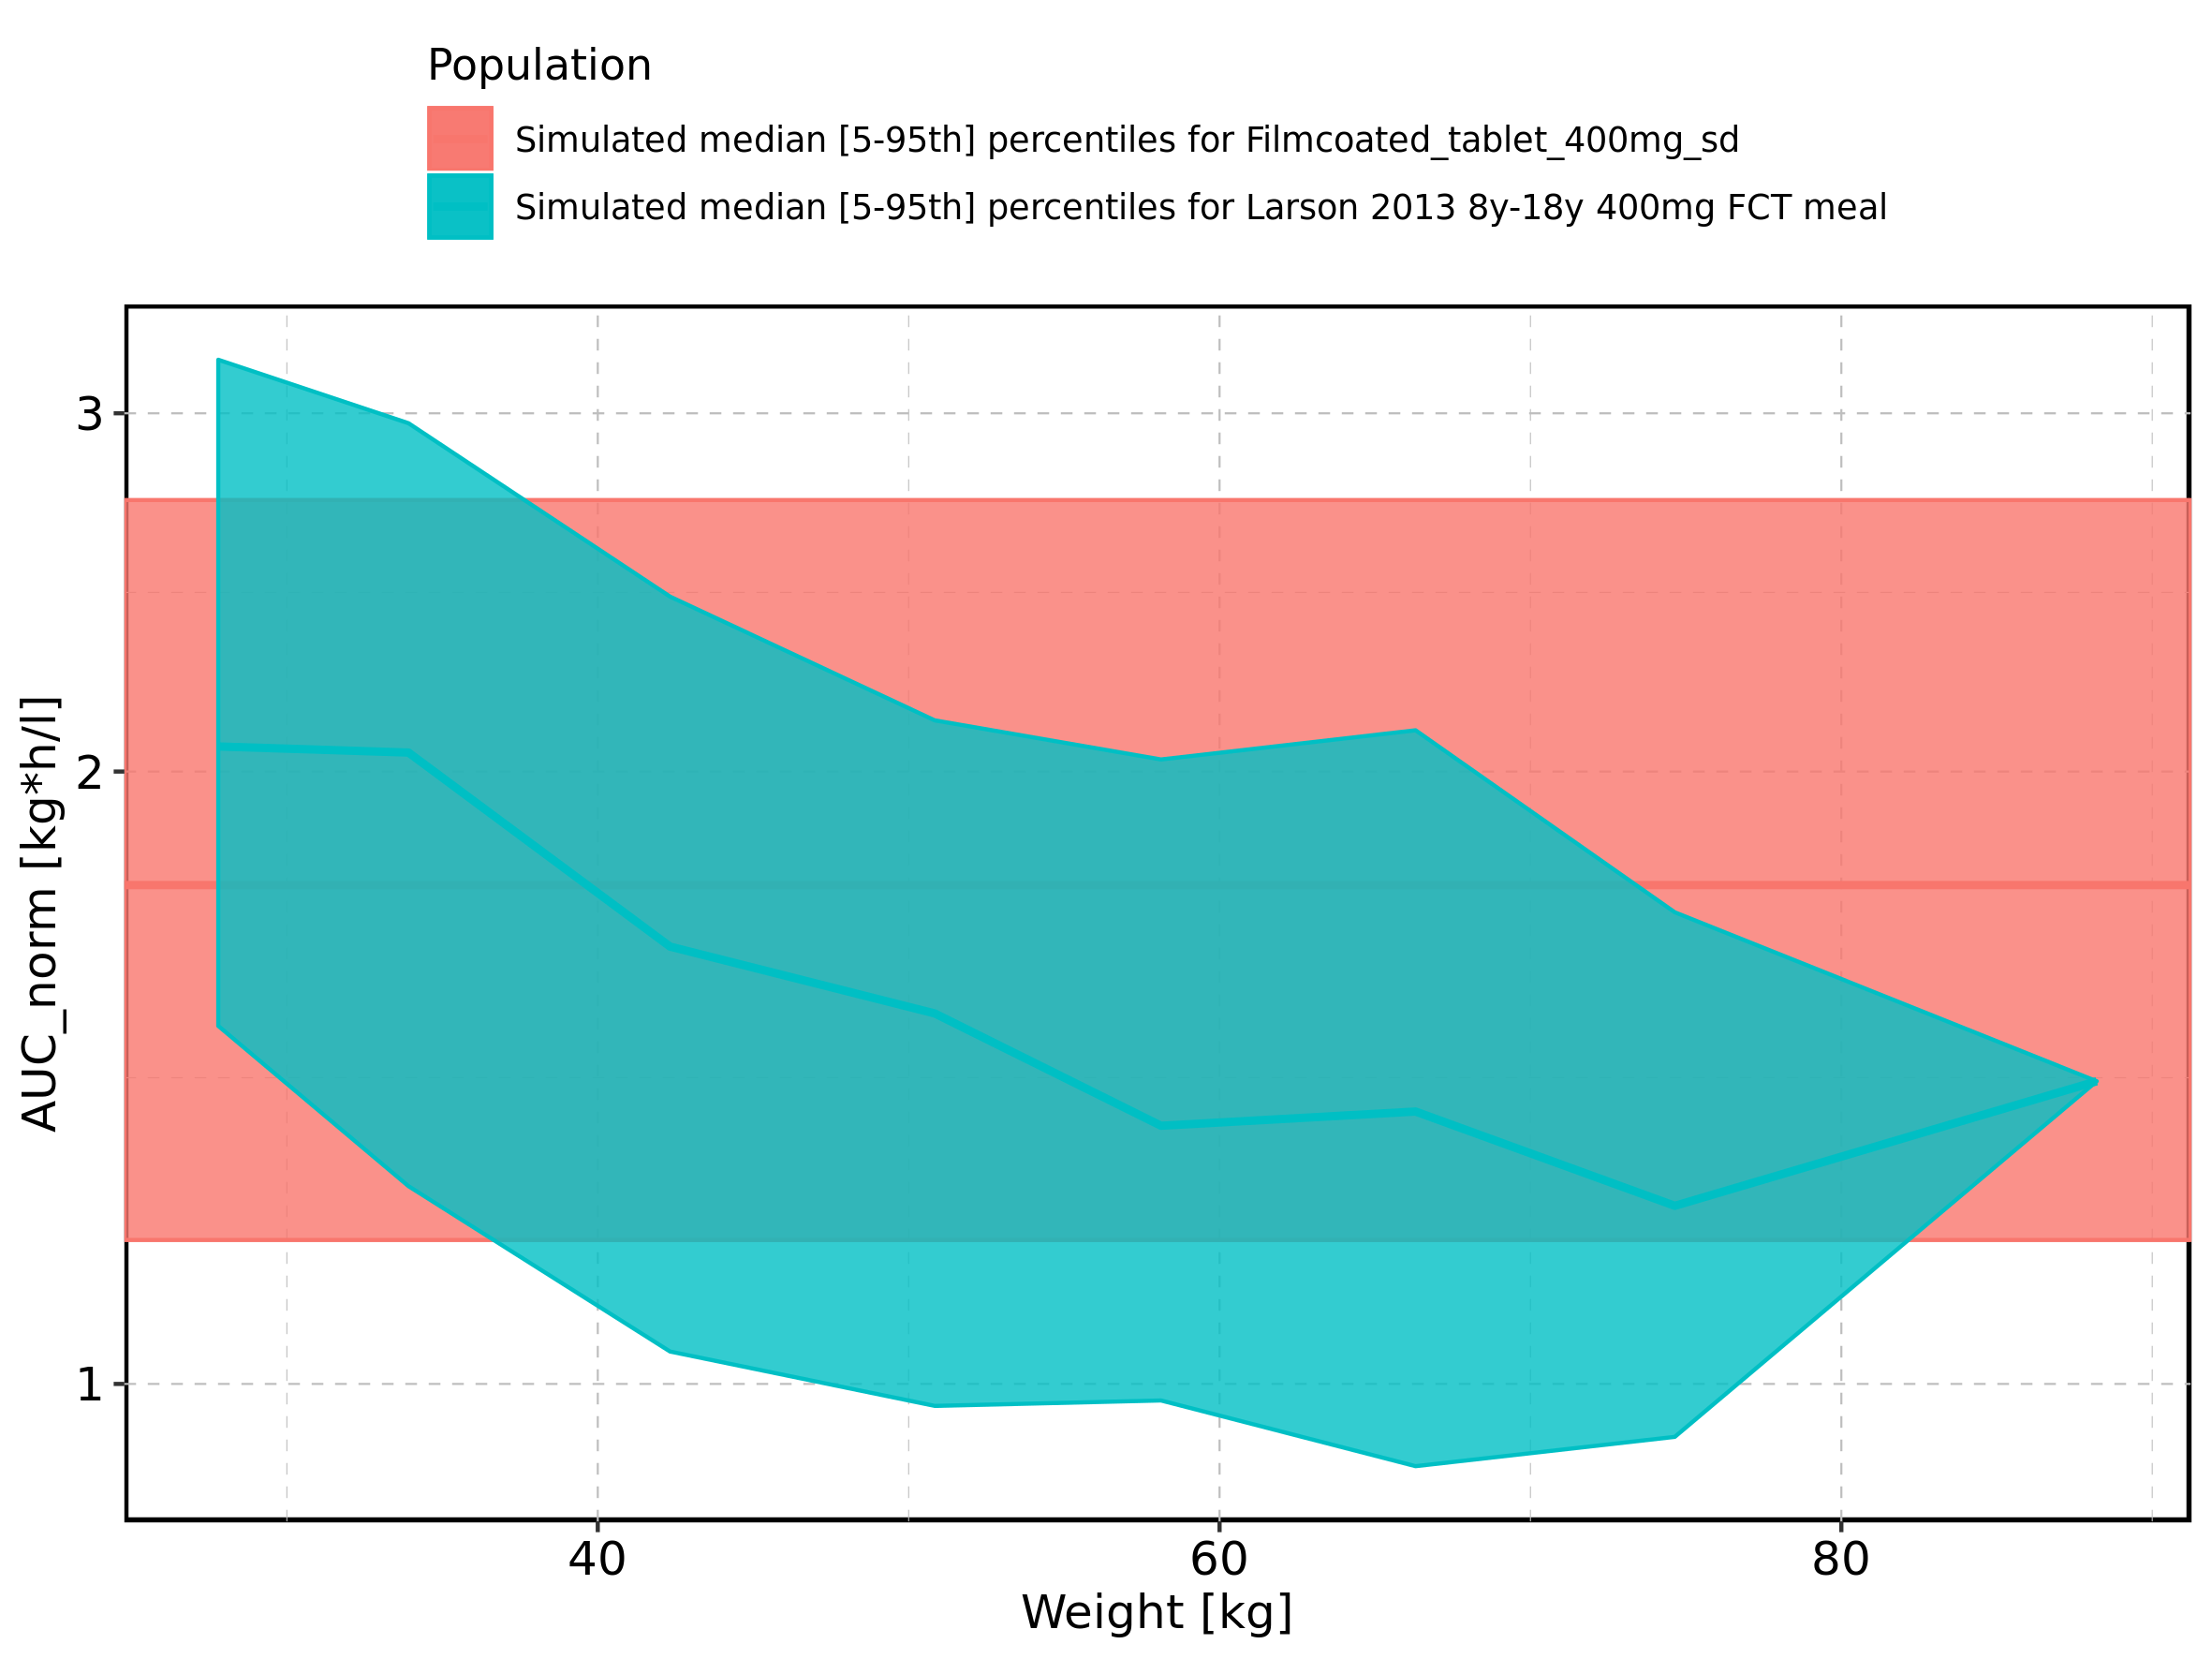 Population
Simulated median [5-95th] percentiles for Filmcoated_tablet_400mg_sd
Simulated median [5-95th] percentiles for Larson 2013 8y-18y 400mg FCT meal
AUC_norm [kg*h/l]
3
2
1
40 60 80
Weight [kg]